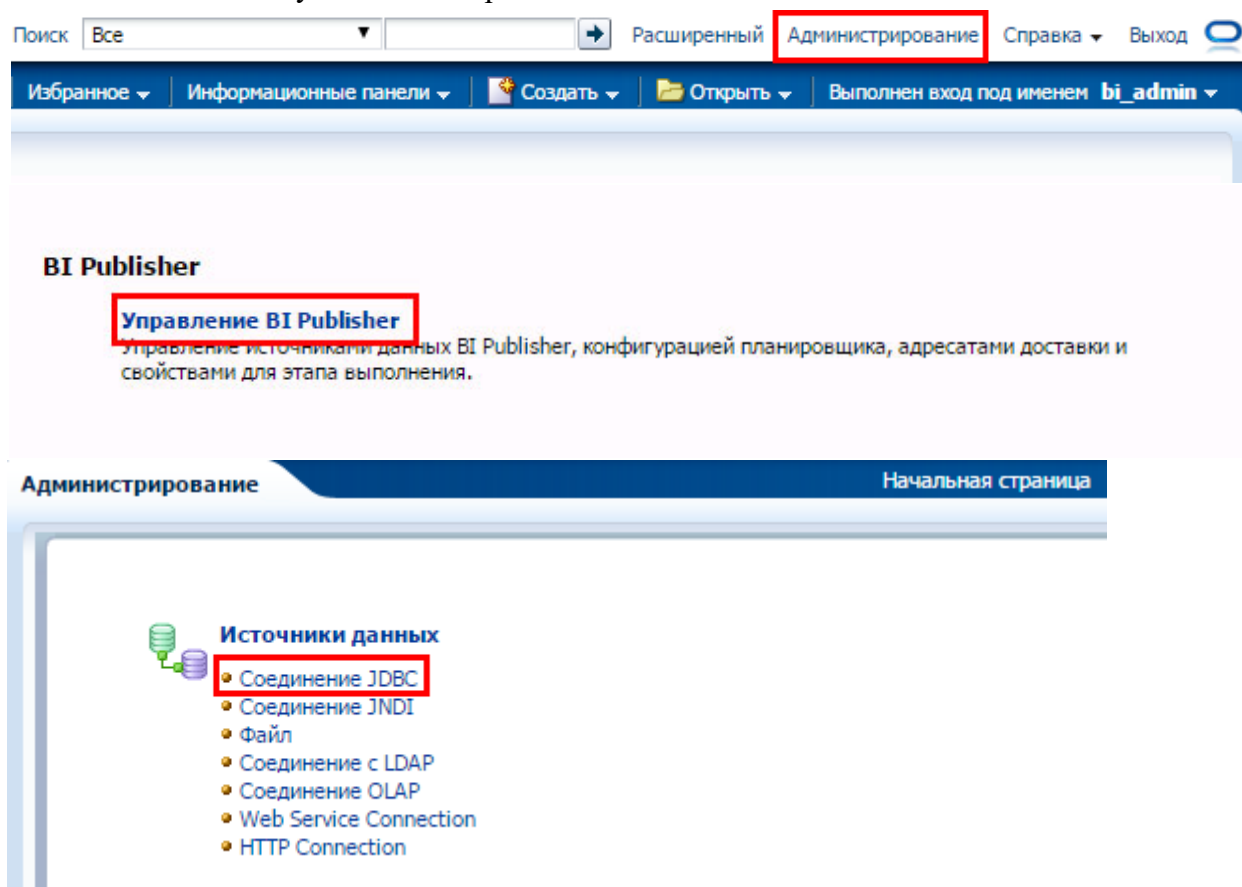 Поиск Все Расширенный Администрирование Справка Выход
Избранное Информационные панели Создать Открыть Выполнен вход под именем bi_admin
BI Publisher
Управление BI Publisher
Управление источниками данных BI Publisher, конфигурацией планировщика, адресатами доставки и
свойствами для этапа выполнения.
Администрирование Начальная страница
Источники данных
Соединение JDBC
Соединение JNDI
Файл
Соединение с LDAP
Соединение OLAP
Web Service Connection
HTTP Connection